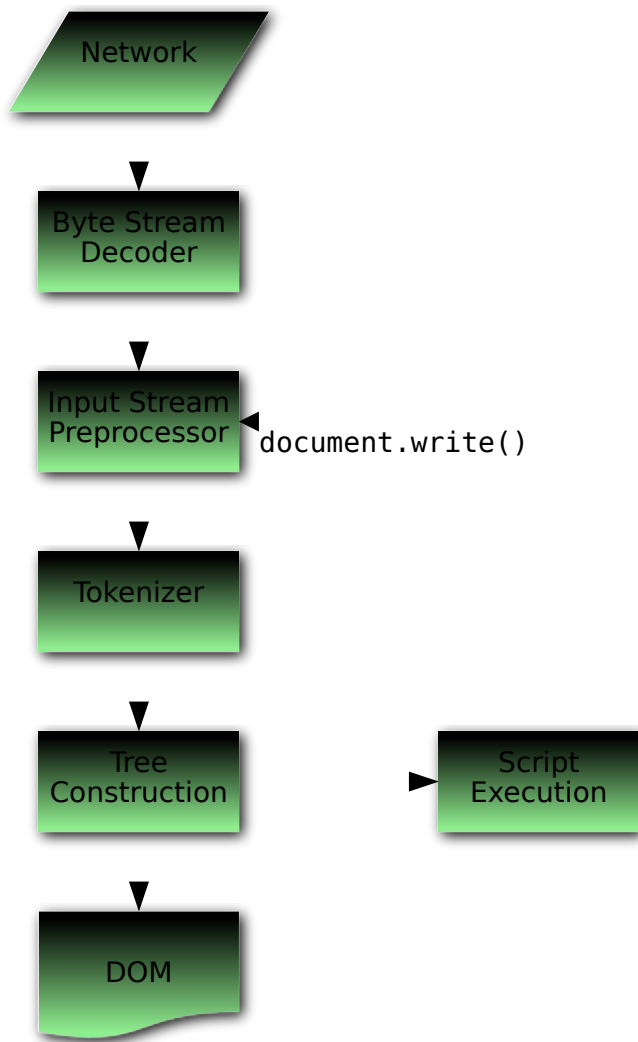 Network
Byte Stream
Decoder
Input Stream
Preprocessor
document.write()
Tokenizer
Tree
Construction
Script
Execution
DOM